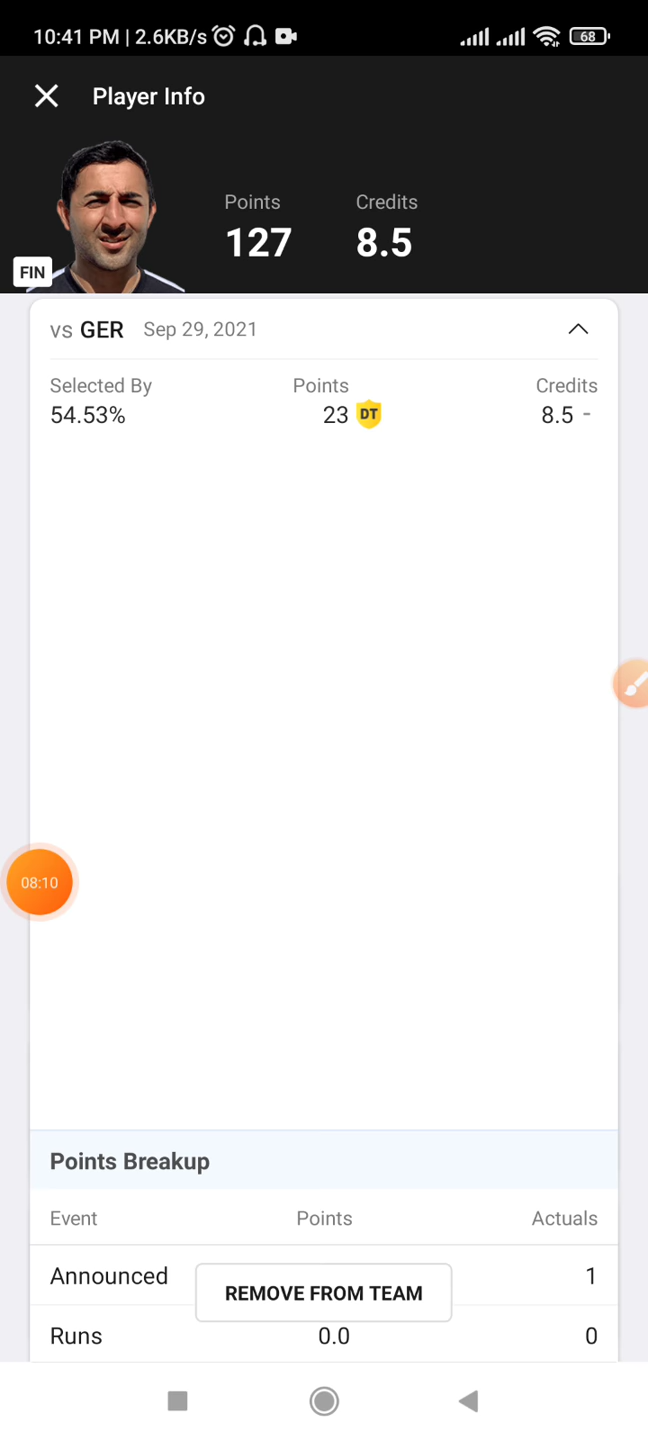 10:41 PM | 2.6KB/s 68
Player Info
Points Credits
127 8.5
FIN
vs GER Sep 29, 2021
Selected By Points Credits
54.53% 23 DT 8.5 -
08:10
Points Breakup
Event Points Actuals
Announced 1
REMOVE FROM TEAM
Runs 0.0 0